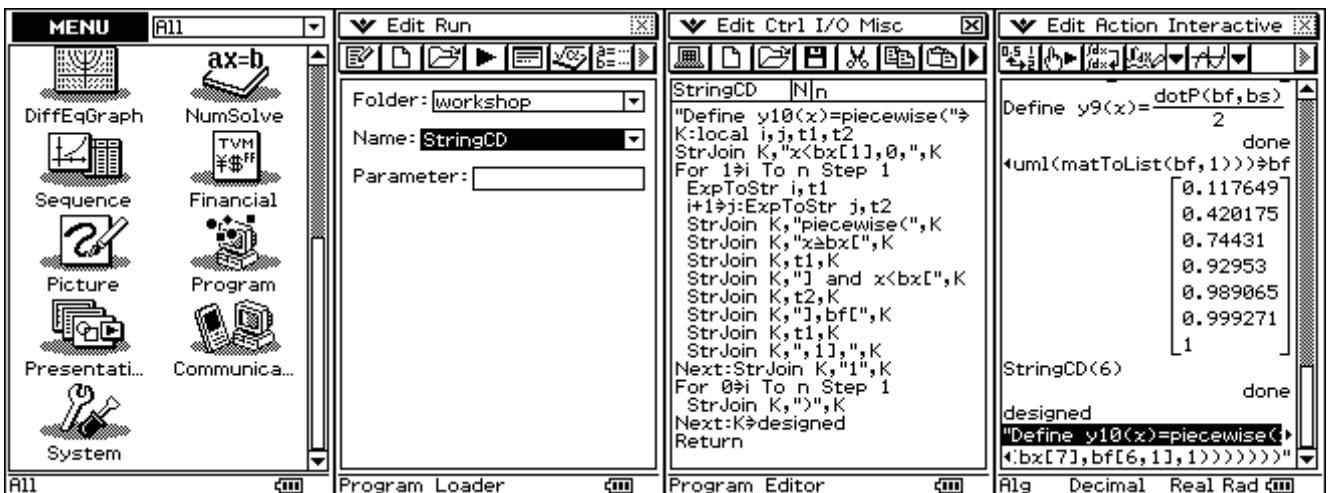 MENU
All
DiffEqGraph
ax=b
NumSolve
Sequence
TVM
¥$FF
Financial
Picture
Program
Presentati...
Communica...
System
All
Edit Run
Folder: workshop
Name: StringCD
Parameter:
Program Loader
Edit Ctrl I/O Misc
StringCD N n
"Define y10(x)=piecewise("⇒
K:local i,j,t1,t2
StrJoin K,"x<bx[1],0,",K
For 1⇒i To n Step 1
ExpToStr i,t1
i+1⇒j:ExpToStr j,t2
StrJoin K,"piecewise(",K
StrJoin K,"x≥bx[",K
StrJoin K,t1,K
StrJoin K,"] and x<bx[",K
StrJoin K,t2,K
StrJoin K,"],bf[",K
StrJoin K,t1,K
StrJoin K,",1],",K
Next:StrJoin K,"1",K
For 0⇒i To n Step 1
StrJoin K,")",K
Next:K⇒designed
Return
Program Editor
Edit Action Interactive
Define y9(x)=dotP(bf,bs)
2
done
◂uml(matToList(bf,1)))⇒bf
0.117649
0.420175
0.74431
0.92953
0.989065
0.999271
1
StringCD(6)
done
designed
"Define y10(x)=piecewise(
bx[7],bf[6,1],1)))))))"
Alg Decimal Real Rad